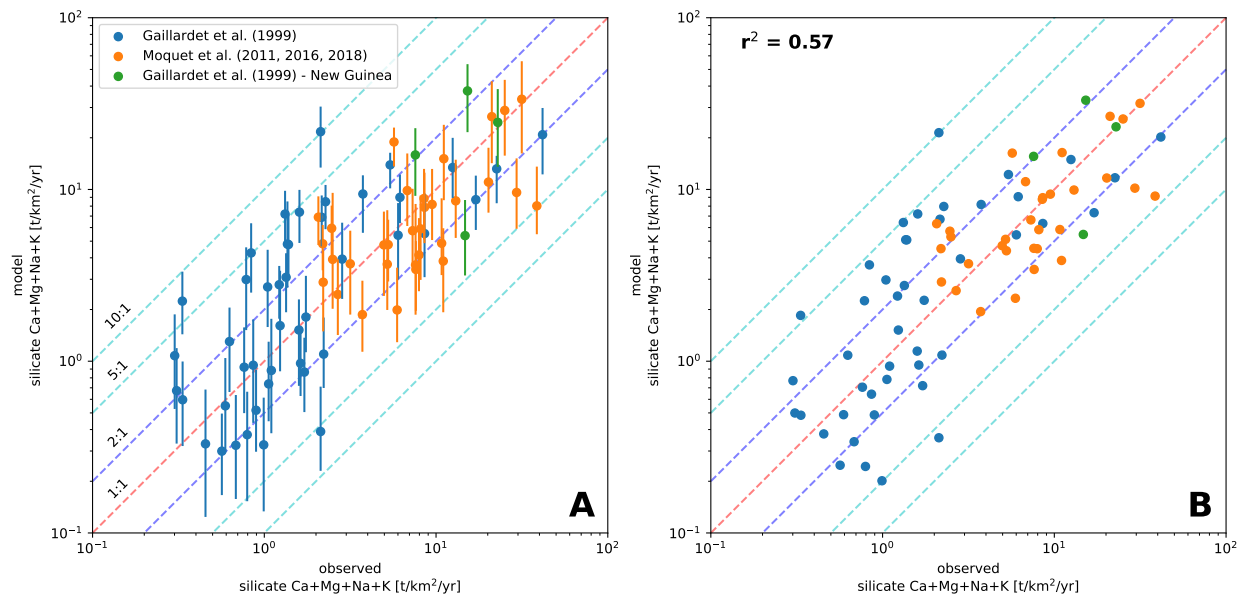 Gaillardet et al. (1999)
Moquet et al. (2011, 2016, 2018)
Gaillardet et al. (1999) - New Guinea
10:1
5:1
2:1
1:1
A
10²
10¹
10⁰
10⁻¹
model
silicate Ca+Mg+Na+K [t/km²/yr]
10⁻¹ 10⁰ 10¹ 10²
observed
silicate Ca+Mg+Na+K [t/km²/yr]
r² = 0.57
B
10²
10¹
10⁰
10⁻¹
model
silicate Ca+Mg+Na+K [t/km²/yr]
10⁻¹ 10⁰ 10¹ 10²
observed
silicate Ca+Mg+Na+K [t/km²/yr]